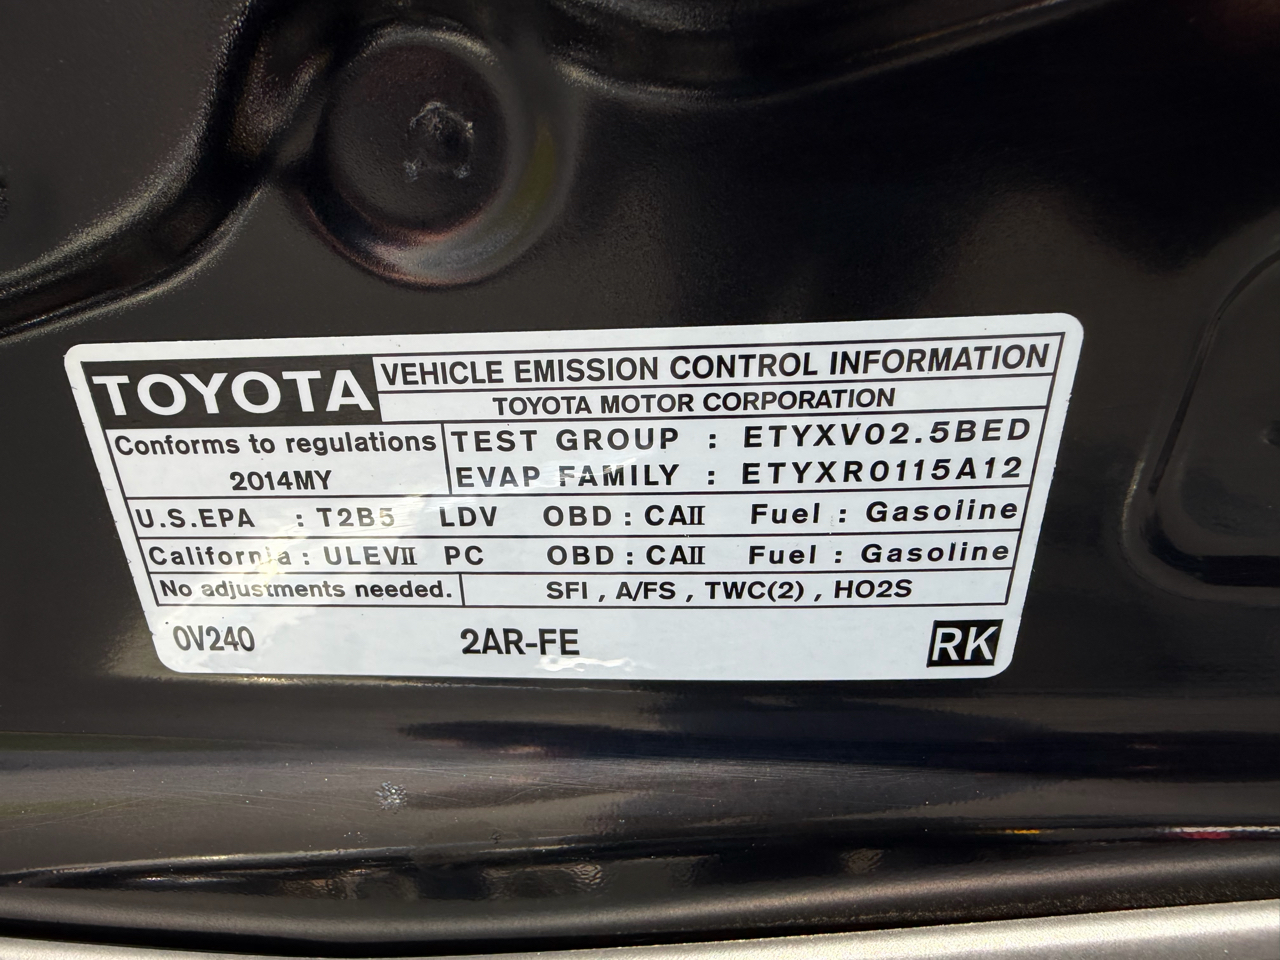 TOYOTA
VEHICLE EMISSION CONTROL INFORMATION
TOYOTA MOTOR CORPORATION
Conforms to regulations
2014MY
TEST GROUP : ETYXV02.5BED
EVAP FAMILY : ETYXR0115A12
U.S.EPA : T2B5 LDV OBD : CAII Fuel : Gasoline
California : ULEVII PC OBD : CAII Fuel : Gasoline
No adjustments needed. SFI , A/FS , TWC(2) , HO2S
0V240 2AR-FE RK